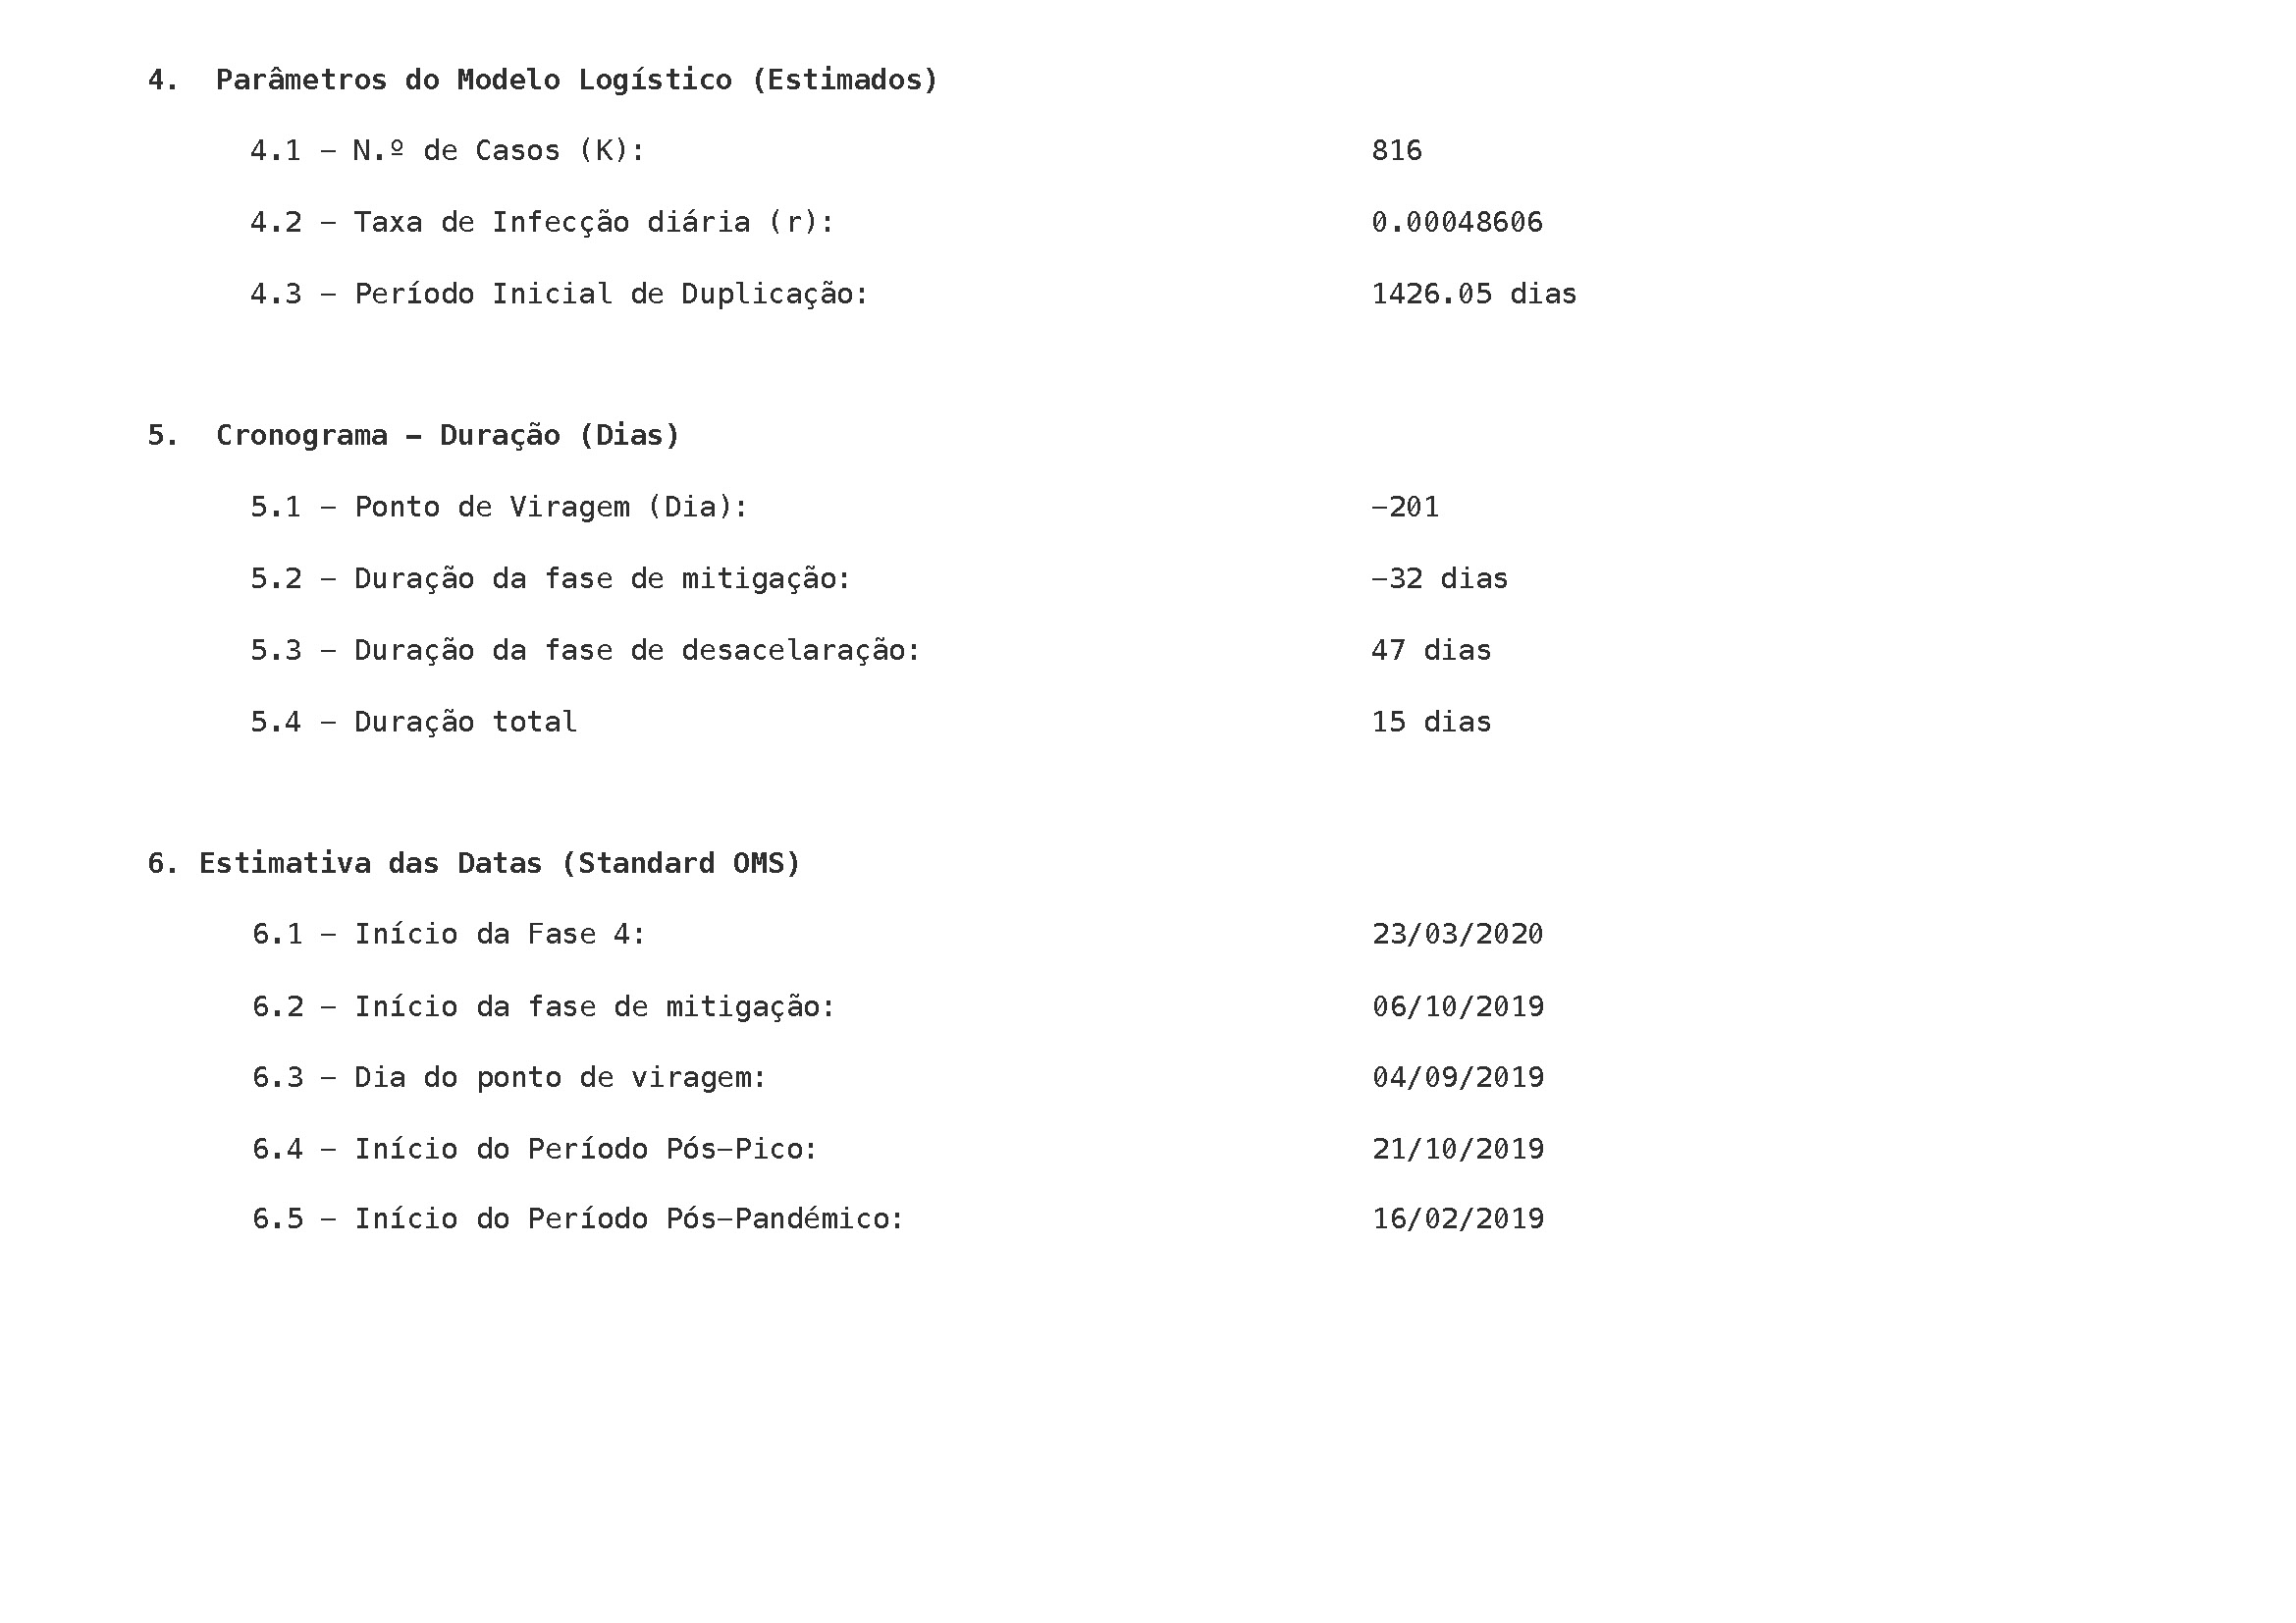 4. Parâmetros do Modelo Logístico (Estimados)
4.1 – N.º de Casos (K): 816
4.2 – Taxa de Infecção diária (r): 0.00048606
4.3 – Período Inicial de Duplicação: 1426.05 dias
5. Cronograma – Duração (Dias)
5.1 – Ponto de Viragem (Dia): –201
5.2 – Duração da fase de mitigação: –32 dias
5.3 – Duração da fase de desacelaração: 47 dias
5.4 – Duração total 15 dias
6. Estimativa das Datas (Standard OMS)
6.1 – Início da Fase 4: 23/03/2020
6.2 – Início da fase de mitigação: 06/10/2019
6.3 – Dia do ponto de viragem: 04/09/2019
6.4 – Início do Período Pós–Pico: 21/10/2019
6.5 – Início do Período Pós–Pandémico: 16/02/2019